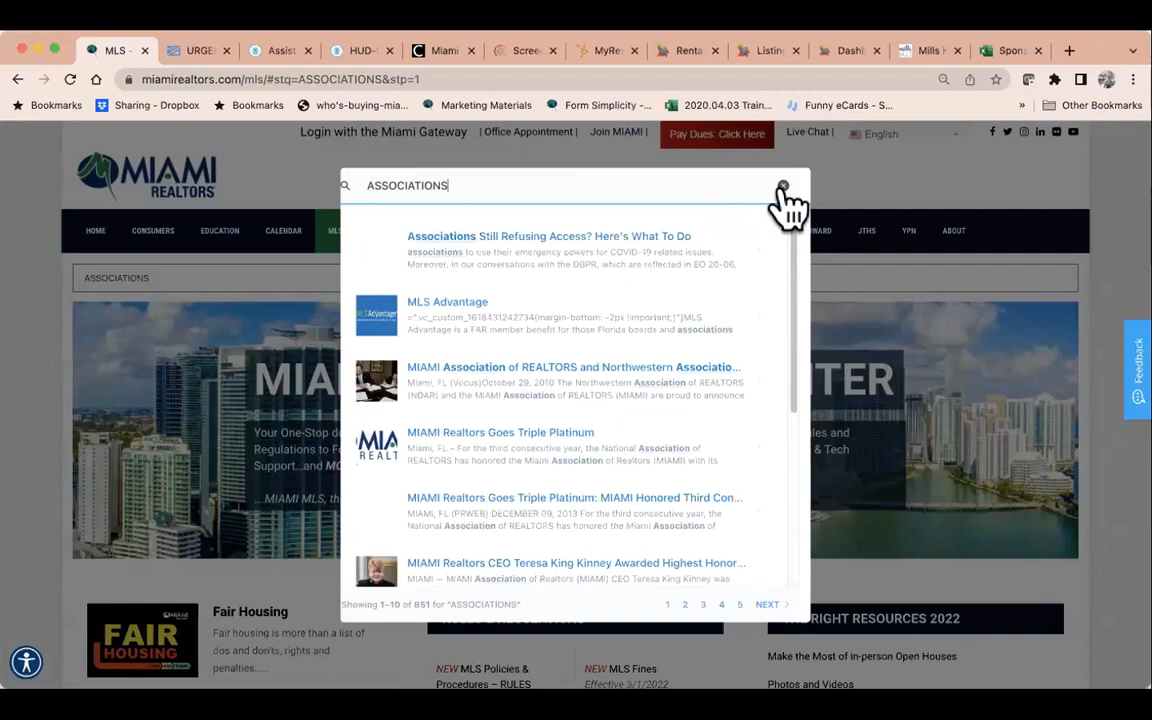 MLS -
URGE
Assist
HUD-1
Miami
Scree
MyRe
Renta
Listing
Dashb
Mills
Spons
miamirealtors.com/mls/#stq=ASSOCIATIONS&stp=1
Bookmarks
Sharing - Dropbox
Bookmarks
who's-buying-mia...
Marketing Materials
Form Simplicity -...
2020.04.03 Train...
Funny eCards - S...
»
Other Bookmarks
Login with the Miami Gateway
| Office Appointment |
Join MIAMI |
Pay Dues: Click Here
Live Chat |
English
MIAMI
REALTORS
HOME
CONSUMERS
EDUCATION
CALENDAR
JTHS
YPN
ABOUT
ASSOCIATIONS
ASSOCIATIONS
Associations Still Refusing Access? Here's What To Do
associations to use their emergency powers for COVID-19 related issues.
Moreover, in our conversations with the DBPR, which are reflected in EO 20-06,
MLS Advantage
MLS Advantage
=".vc_custom_1618431242734{margin-bottom: -2px !important;}"]MLS
Advantage is a FAR member benefit for those Florida boards and associations
MIAMI Association of REALTORS and Northwestern Associatio...
Miami, FL (Vocus)October 29, 2010 The Northwestern Association of REALTORS
(NDAR) and the MIAMI Association of REALTORS (MIAMI) are proud to announce
MIAMI Realtors Goes Triple Platinum
Miami, FL – For the third consecutive year, the National Association of
REALTORS has honored the Miami Association of Realtors (MIAMI) with its
MIAMI Realtors Goes Triple Platinum: MIAMI Honored Third Con...
MIAMI, FL (PRWEB) DECEMBER 09, 2013 For the third consecutive year, the
National Association of REALTORS has honored the Miami Association of
MIAMI Realtors CEO Teresa King Kinney Awarded Highest Honor...
MIAMI — MIAMI Association of Realtors (MIAMI) CEO Teresa King Kinney was
Showing 1–10 of 851 for "ASSOCIATIONS"
1 2 3 4 5 NEXT
Feedback
Your One-Stop
Regulations to F
Support...and MO
....MIAMI MLS, th
FAIR
HOUSING
Fair Housing
Fair housing is more than a list of
dos and don'ts, rights and
penalties......
NEW MLS Policies &
Procedures – RULES
NEW MLS Fines
Effective 3/1/2022
RIGHT RESOURCES 2022
Make the Most of in-person Open Houses
Photos and Videos